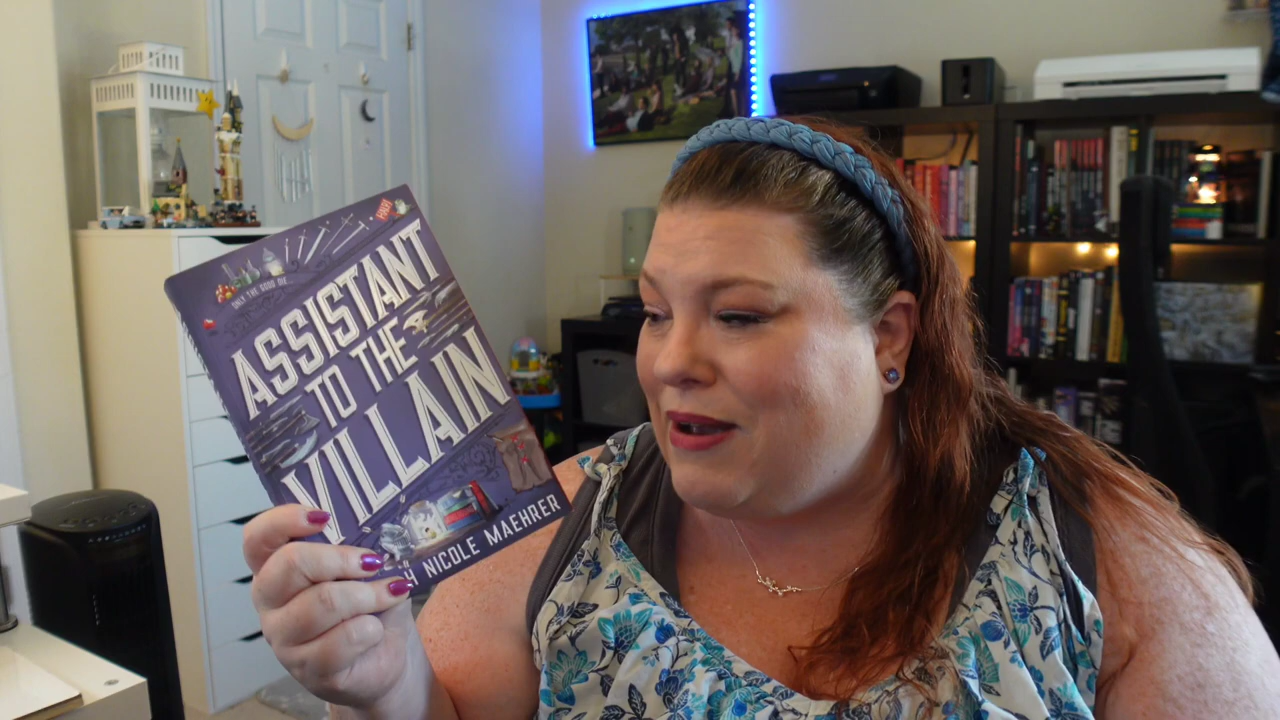 ONLY THE GOOD DIE
ASSISTANT
TO THE
VILLAIN
NICOLE MAEHRER